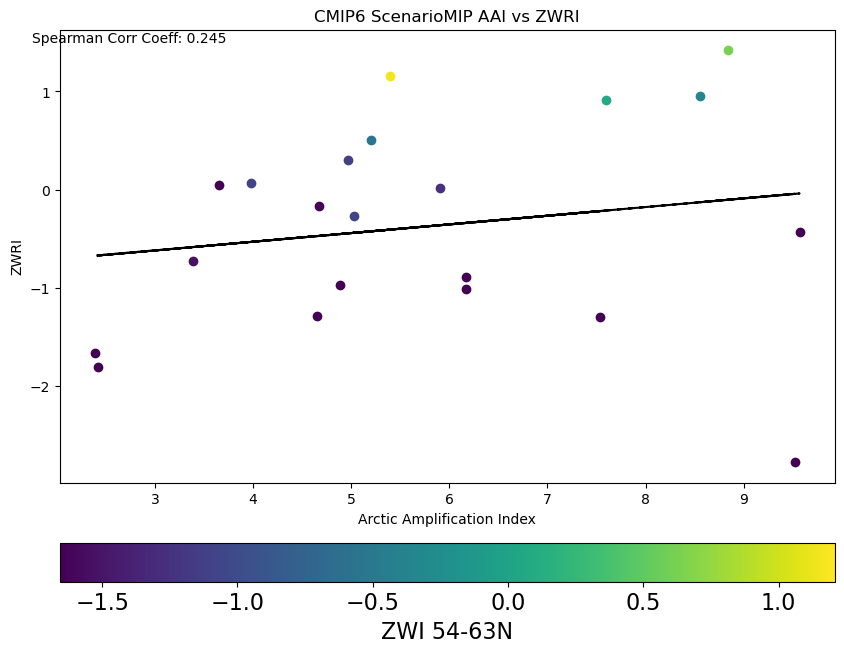 CMIP6 ScenarioMIP AAI vs ZWRI
Spearman Corr Coeff: 0.245
1
0
−1
−2
ZWRI
3 4 5 6 7 8 9
Arctic Amplification Index
−1.5 −1.0 −0.5 0.0 0.5 1.0
ZWI 54-63N